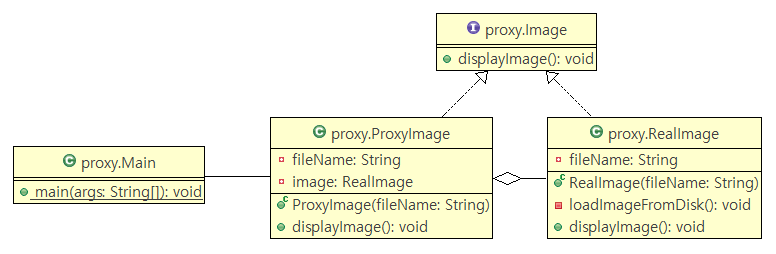 proxy.Image
displayImage(): void
proxy.Main
main(args: String[]): void
proxy.ProxyImage
fileName: String
image: RealImage
ProxyImage(fileName: String)
displayImage(): void
proxy.RealImage
fileName: String
RealImage(fileName: String)
loadImageFromDisk(): void
displayImage(): void